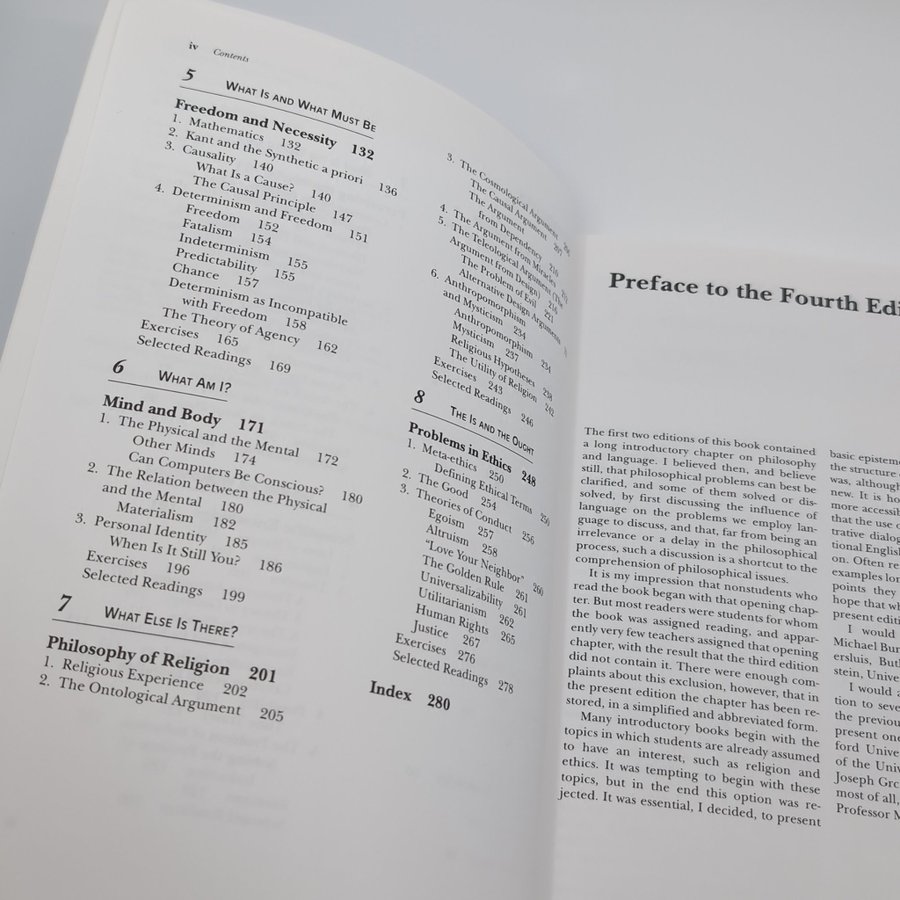 iv Contents
5 What Is and What Must Be
Freedom and Necessity 132
1. Mathematics 132
2. Kant and the Synthetic a priori 136
3. Causality 140
What Is a Cause? 140
The Causal Principle 147
4. Determinism and Freedom 151
Freedom 152
Fatalism 154
Indeterminism 155
Predictability 155
Chance 157
Determinism as Incompatible
with Freedom 158
The Theory of Agency 162
Exercises 165
Selected Readings 169
6 What Am I?
Mind and Body 171
1. The Physical and the Mental 172
Other Minds 174
Can Computers Be Conscious? 180
2. The Relation between the Physical
and the Mental 180
Materialism 182
3. Personal Identity 185
When Is It Still You? 186
Exercises 196
Selected Readings 199
7 What Else Is There?
Philosophy of Religion 201
1. Religious Experience 202
2. The Ontological Argument 205
3. The Cosmological Argument
The Causal Argument
The Argument
from Dependency
4. The Argument from Miracles
5. The Teleological Argument (The
Argument from Design)
The Problem of Evil 221
Alternative Design Arguments
6. Anthropomorphism
and Mysticism 234
Anthropomorphism 234
Mysticism 237
Religious Hypotheses 238
The Utility of Religion 242
Exercises 243
Selected Readings 246
8 The Is and the Ought
Problems in Ethics 248
1. Meta-ethics 250
Defining Ethical Terms 250
2. The Good 254
3. Theories of Conduct 256
Egoism 257
Altruism 258
"Love Your Neighbor" 260
The Golden Rule 261
Universalizability 261
Utilitarianism 262
Human Rights 265
Justice 267
Exercises 276
Selected Readings 278
Index 280
Preface to the Fourth Edi
The first two editions of this book contained
a long introductory chapter on philosophy
and language. I believed then, and believe
still, that philosophical problems can best be
clarified, and some of them solved or dis-
solved, by first discussing the influence of
language on the problems we employ lan-
guage to discuss, and that, far from being an
irrelevance or a delay in the philosophical
process, such a discussion is a shortcut to the
comprehension of philosophical issues.
It is my impression that nonstudents who
read the book began with that opening chap-
ter. But most readers were students for whom
the book was assigned reading, and appar-
ently very few teachers assigned that opening
chapter, with the result that the third edition
did not contain it. There were enough com-
plaints about this exclusion, however, that in
the present edition the chapter has been re-
stored, in a simplified and abbreviated form.
Many introductory books begin with the
topics in which students are already assumed
to have an interest, such as religion and
ethics. It was tempting to begin with these
topics, but in the end this option was re-
jected. It was essential, I decided, to present
basic episteme
the structure
was, although
new. It is ho
more accessib
that the use o
trative dialog
tional English
on. Often re
examples lon
points they
hope that wh
present editi
I would
Michael Bur
ersluis, Butl
stein, Unive
I would a
tion to seve
the previou
present one
ford Unive
of the Univ
Joseph Grc
most of all,
Professor M